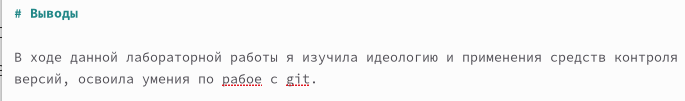 # Выводы
В ходе данной лабораторной работы я изучила идеологию и применения средств контроля
версий, освоила умения по рабое с git.